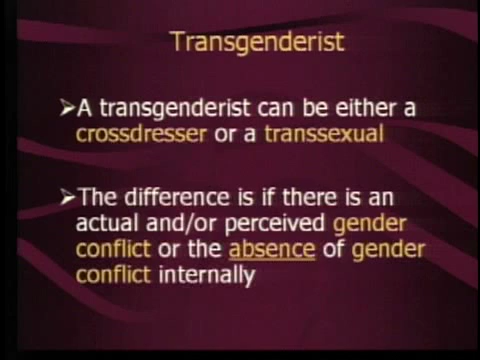 Transgenderist
➢A transgenderist can be either a
crossdresser or a transsexual
➢The difference is if there is an
actual and/or perceived gender
conflict or the absence of gender
conflict internally